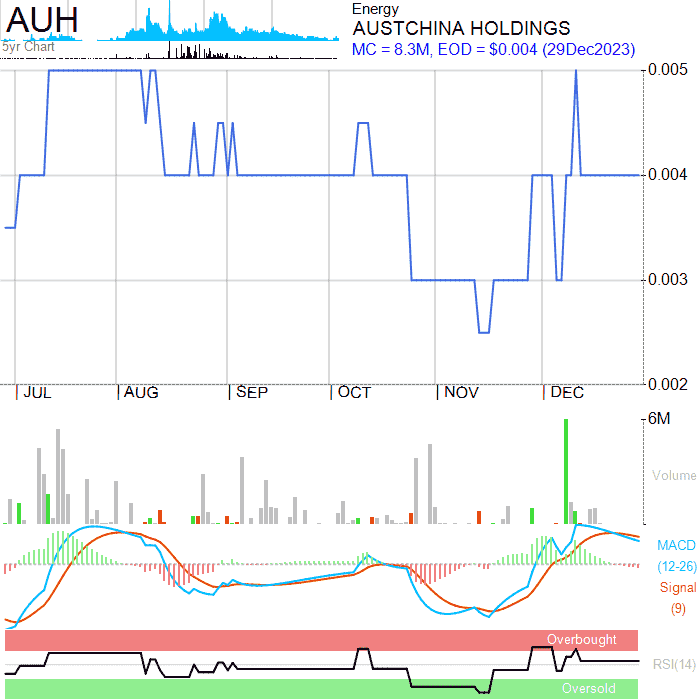 AUH
5yr Chart
Energy
AUSTCHINA HOLDINGS
MC = 8.3M, EOD = $0.004 (29Dec2023)
0.005
0.004
0.003
0.002
JUL AUG SEP OCT NOV DEC
6M
Volume
MACD
(12-26)
Signal
(9)
Overbought
RSI(14)
Oversold